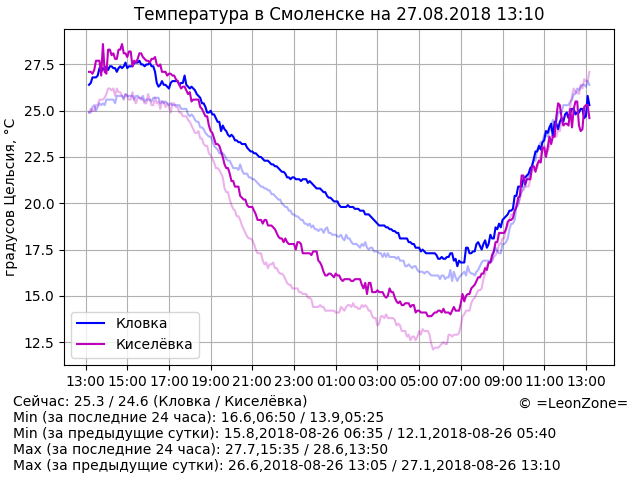 Температура в Смоленске на 27.08.2018 13:10
градусов Цельсия, °C
27.5
25.0
22.5
20.0
17.5
15.0
12.5
Кловка
Киселёвка
13:00 15:00 17:00 19:00 21:00 23:00 01:00 03:00 05:00 07:00 09:00 11:00 13:00
Сейчас: 25.3 / 24.6 (Кловка / Киселёвка)
© =LeonZone=
Min (за последние 24 часа): 16.6,06:50 / 13.9,05:25
Min (за предыдущие сутки): 15.8,2018-08-26 06:35 / 12.1,2018-08-26 05:40
Max (за последние 24 часа): 27.7,15:35 / 28.6,13:50
Max (за предыдущие сутки): 26.6,2018-08-26 13:05 / 27.1,2018-08-26 13:10